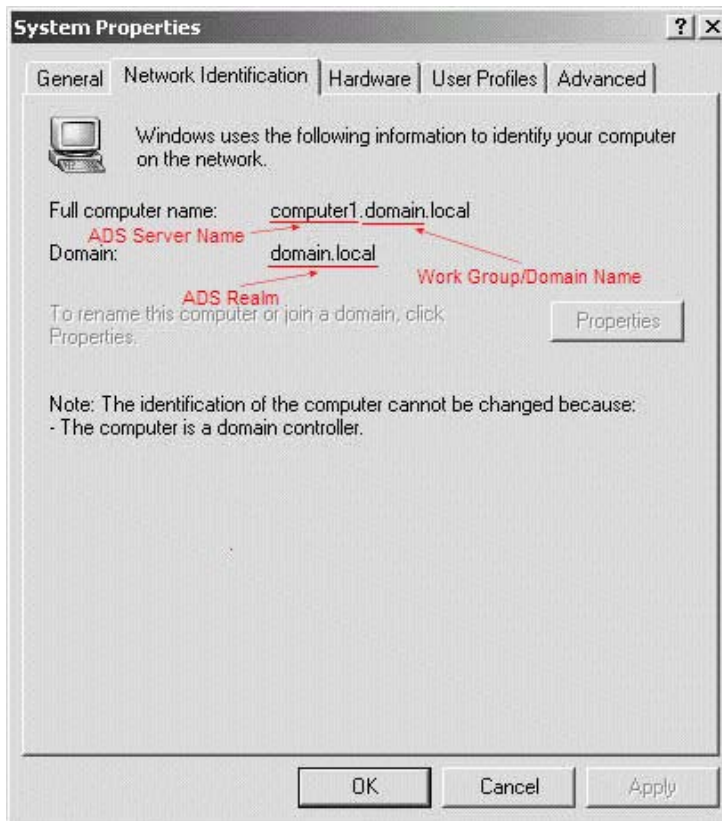 System Properties
General Network Identification Hardware User Profiles Advanced
Windows uses the following information to identify your computer
on the network.
Full computer name: computer1.domain.local
ADS Server Name
Domain: domain.local
Work Group/Domain Name
ADS Realm
To rename this computer or join a domain, click
Properties.
Properties
Note: The identification of the computer cannot be changed because:
- The computer is a domain controller.
OK Cancel Apply